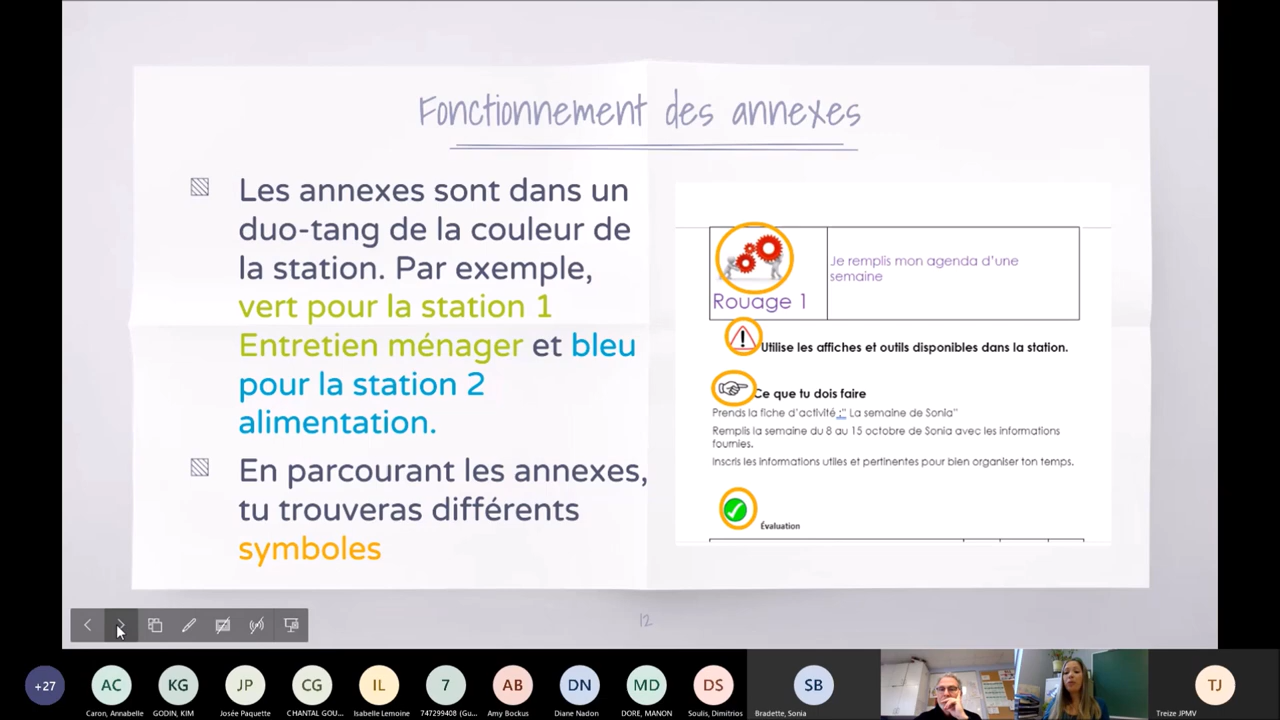 Fonctionnement des annexes
Les annexes sont dans un
duo-tang de la couleur de
la station. Par exemple,
vert pour la station 1
Entretien ménager et bleu
pour la station 2
alimentation.
En parcourant les annexes,
tu trouveras différents
symboles
Rouage 1
Je remplis mon agenda d'une
semaine
Utilise les affiches et outils disponibles dans la station.
Ce que tu dois faire
Prends la fiche d'activité :" La semaine de Sonia"
Remplis la semaine du 8 au 15 octobre de Sonia avec les informations
fournies.
Inscris les informations utiles et pertinentes pour bien organiser ton temps.
Évaluation
12
+27
AC
KG
JP
CG
IL
7
AB
DN
MD
DS
SB
TJ
Caron, Annabelle
GODIN, KIM
Josée Paquette
CHANTAL GOU...
Isabelle Lemoine
747299408 (Gu...
Amy Bockus
Diane Nadon
DORE, MANON
Soulis, Dimitrios
Bradette, Sonia
Treize JPMV